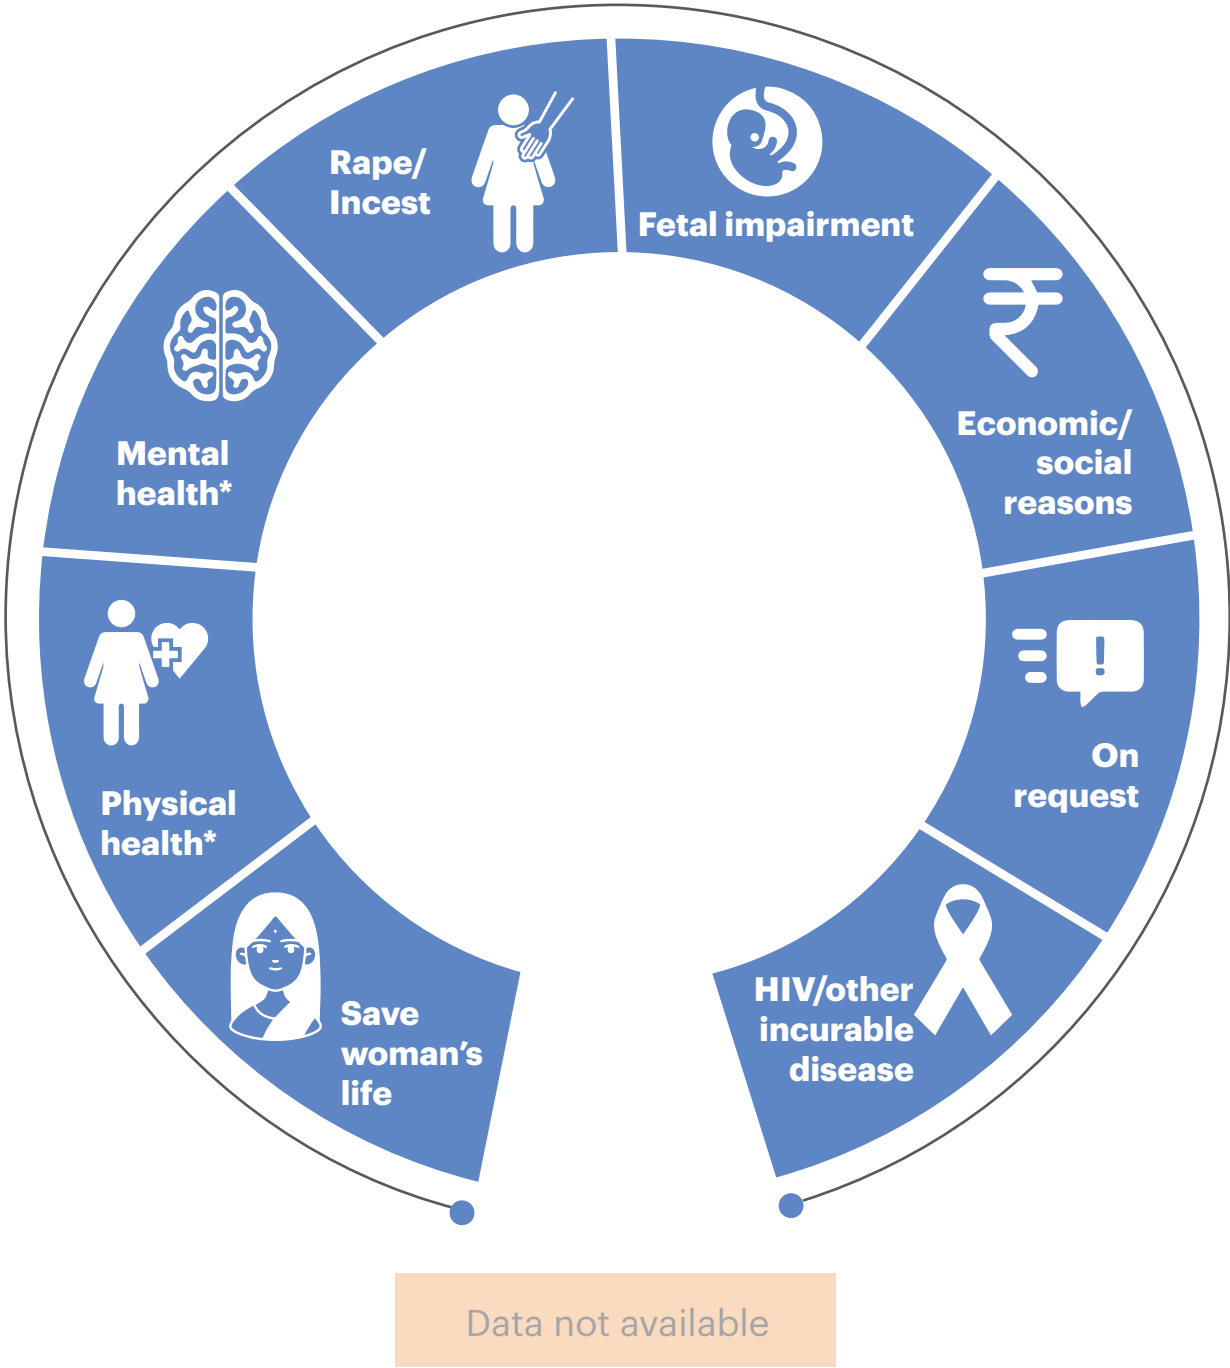 Rape/
Incest
Fetal impairment
Mental
health*
Economic/
social
reasons
Physical
health*
On
request
Save
woman's
life
HIV/other
incurable
disease
Data not available